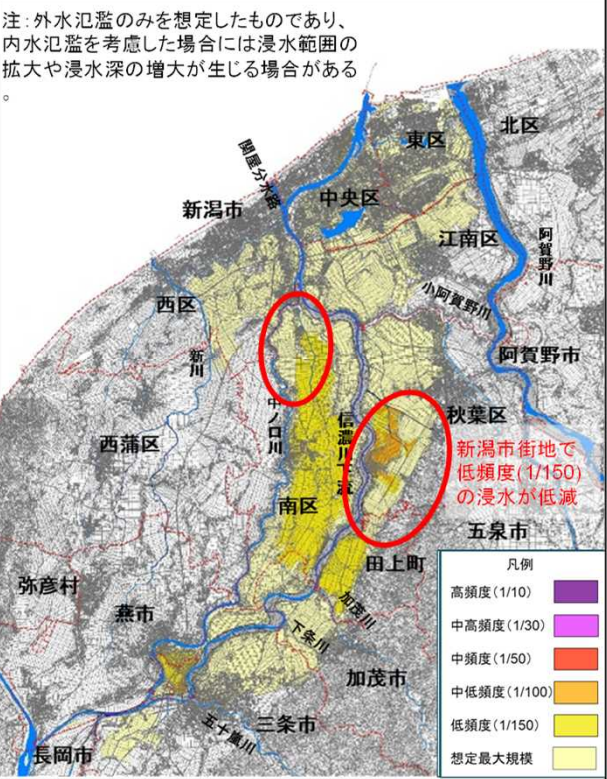 注:外水氾濫のみを想定したものであり、
内水氾濫を考慮した場合には浸水範囲の
拡大や浸水深の増大が生じる場合がある
。
北区
東区
関屋分水路
中央区
新潟市
江南区
阿賀野川
小阿賀野川
西区
阿賀野市
新川
中ノ口川
信濃川下流
秋葉区
西蒲区
新潟市街地で
低頻度(1/150)
の浸水が低減
南区
五泉市
田上町
弥彦村
加茂川
燕市
下条川
加茂市
三条市
五十嵐川
長岡市
凡例
高頻度(1/10)
中高頻度(1/30)
中頻度(1/50)
中低頻度(1/100)
低頻度(1/150)
想定最大規模